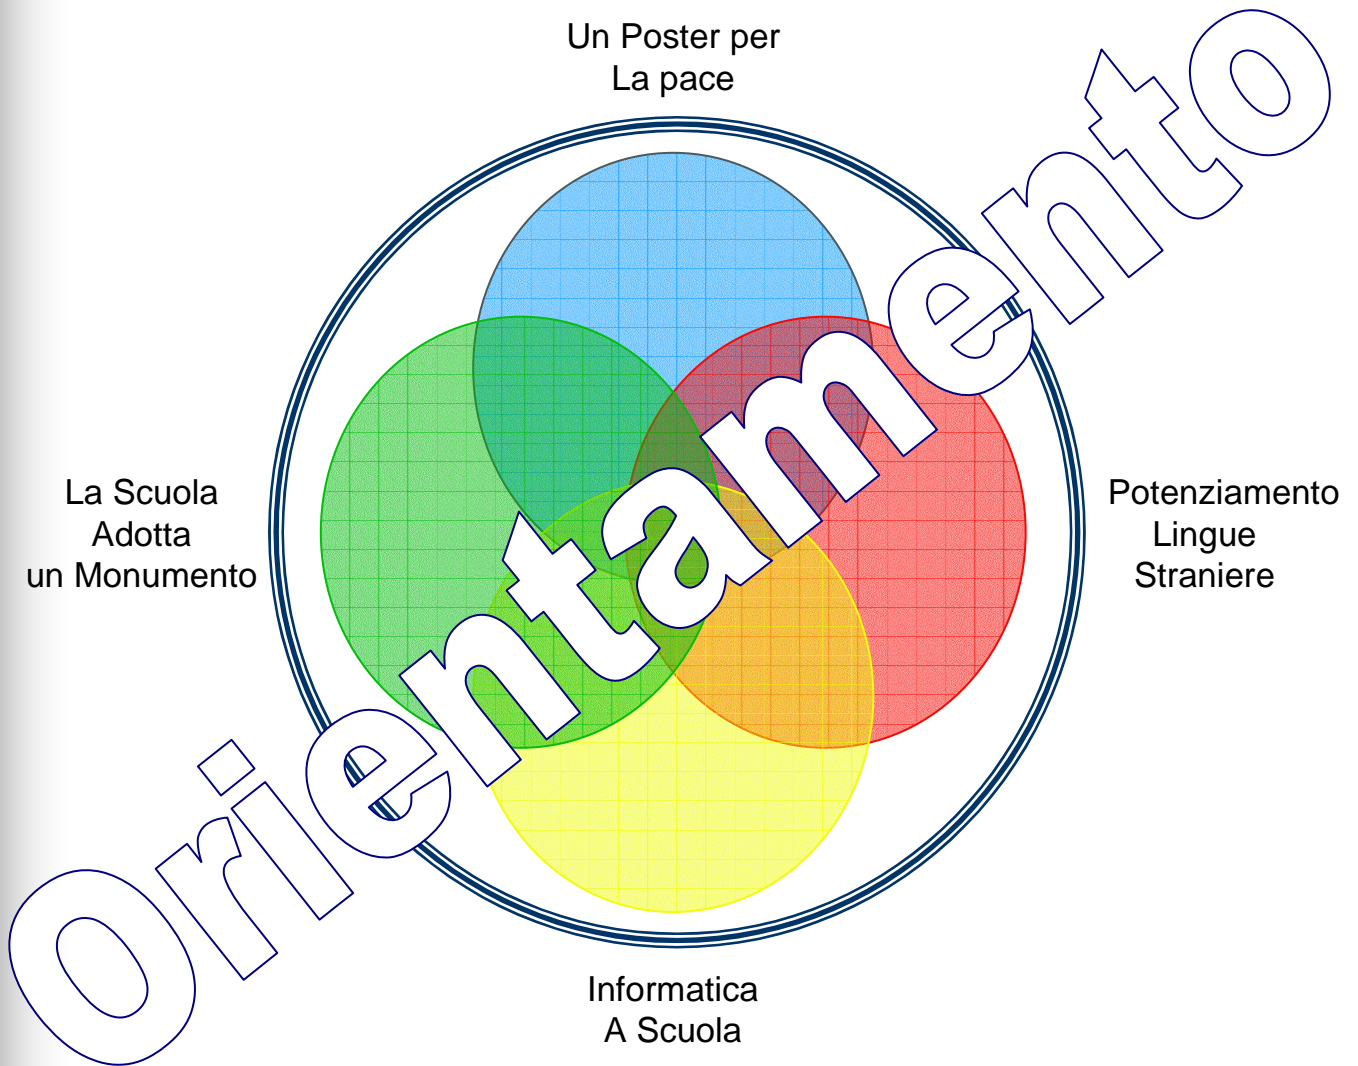 Un Poster per
La pace
La Scuola
Adotta
un Monumento
Potenziamento
Lingue
Straniere
Orientamento
Informatica
A Scuola